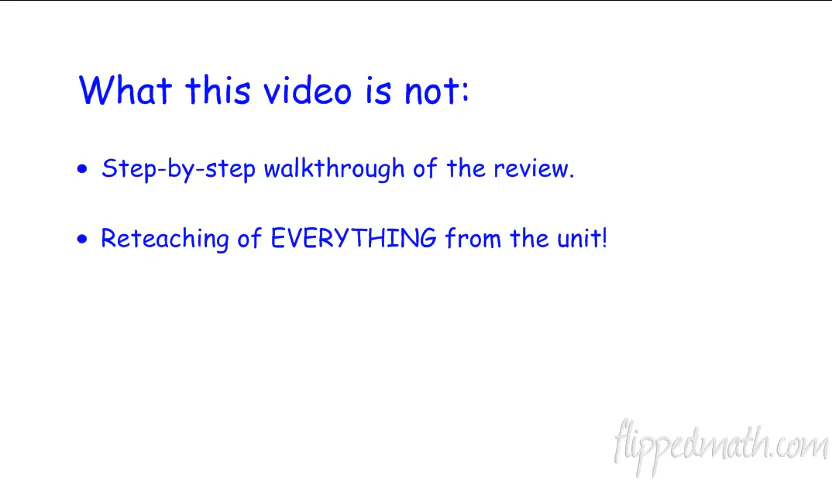 What this video is not:
• Step-by-step walkthrough of the review.
• Reteaching of EVERYTHING from the unit!
flippedmath.com